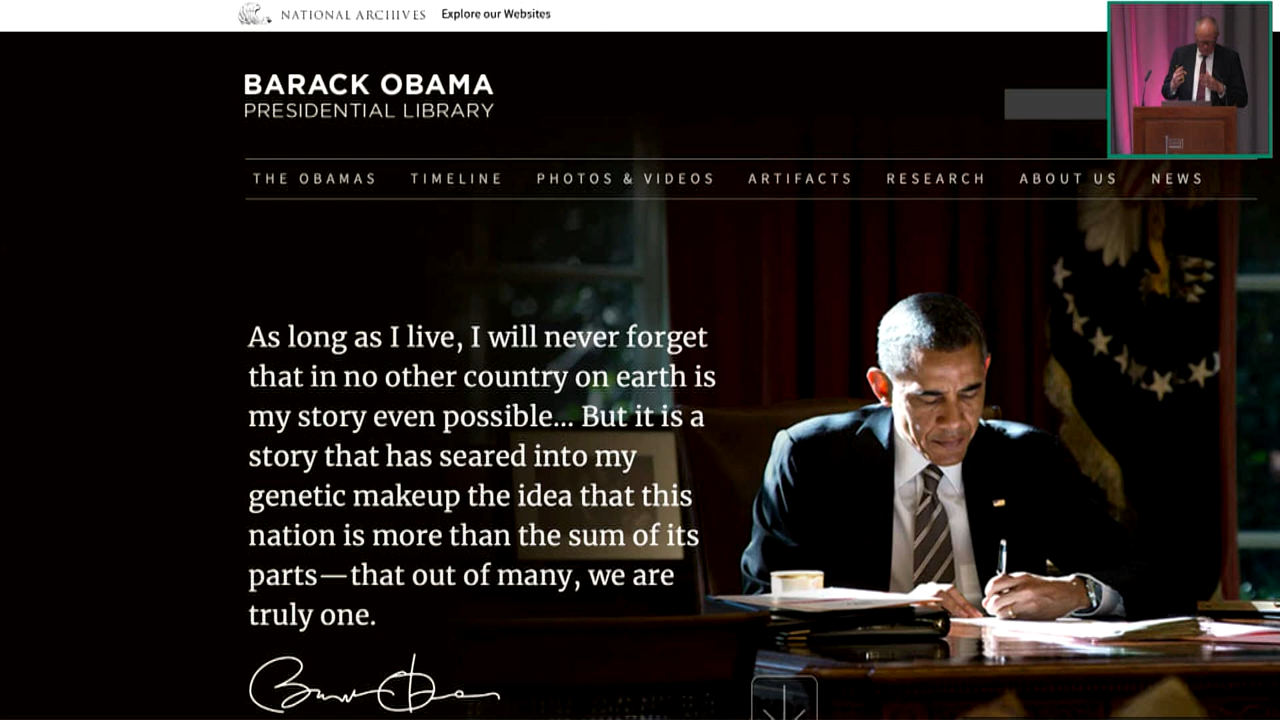 NATIONAL ARCHIVES Explore our Websites
BARACK OBAMA
PRESIDENTIAL LIBRARY
THE OBAMAS TIMELINE PHOTOS & VIDEOS ARTIFACTS RESEARCH ABOUT US NEWS
As long as I live, I will never forget
that in no other country on earth is
my story even possible... But it is a
story that has seared into my
genetic makeup the idea that this
nation is more than the sum of its
parts—that out of many, we are
truly one.